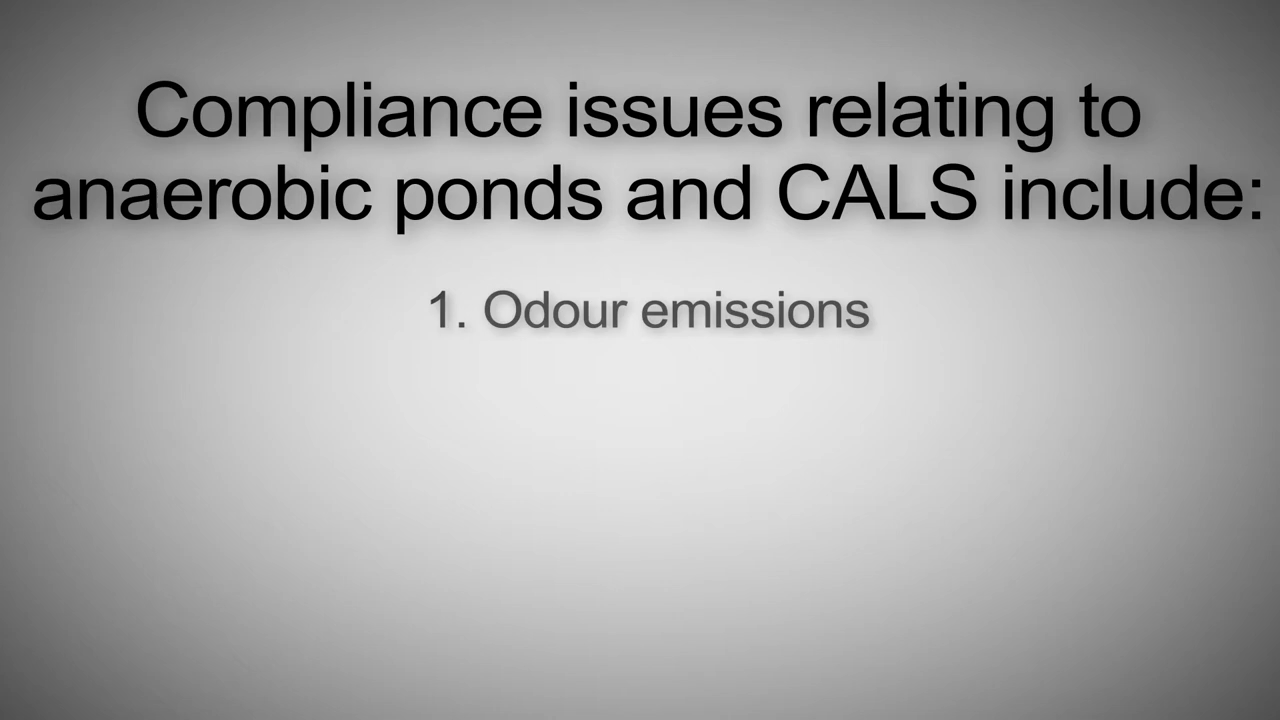 Compliance issues relating to
anaerobic ponds and CALS include:
1. Odour emissions